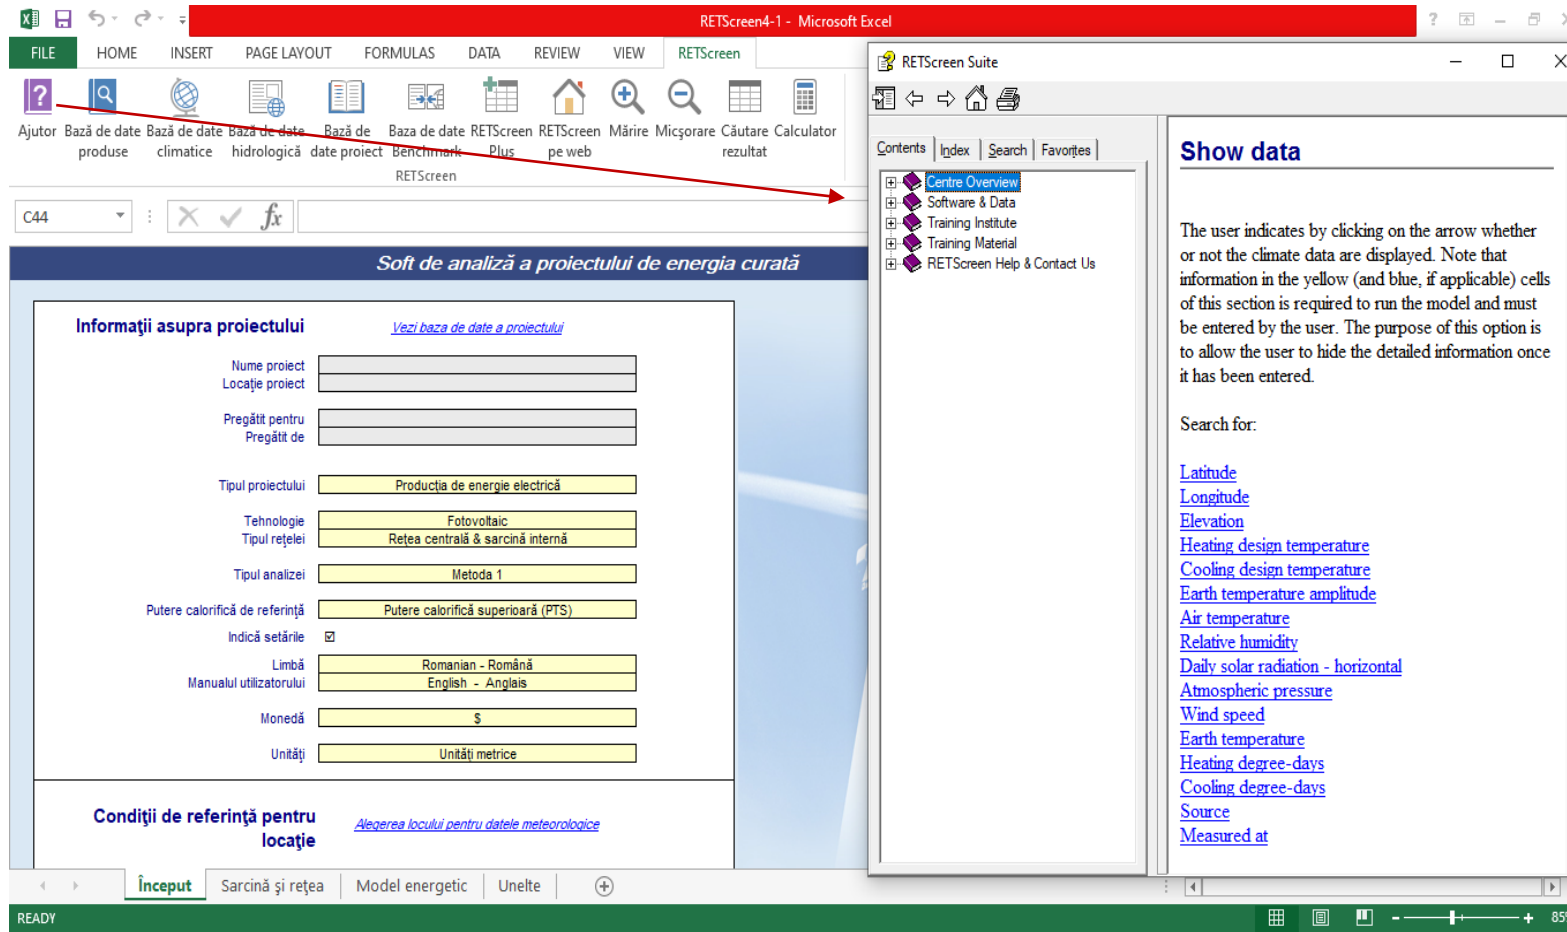 RETScreen4-1 - Microsoft Excel
FILE HOME INSERT PAGE LAYOUT FORMULAS DATA REVIEW VIEW RETScreen
Ajutor Bază de date Bază de date Bază de date Bază de Baza de date RETScreen RETScreen Mărire Micşorare Căutare Calculator
produse climatice hidrologică date proiect Benchmark Plus pe web rezultat
RETScreen
C44
fx
Soft de analiză a proiectului de energia curată
Informaţii asupra proiectului Vezi baza de date a proiectului
Nume proiect
Locaţie proiect
Pregătit pentru
Pregătit de
Tipul proiectului Producţia de energie electrică
Tehnologie Fotovoltaic
Tipul reţelei Reţea centrală & sarcină internă
Tipul analizei Metoda 1
Putere calorifică de referinţă Putere calorifică superioară (PTS)
Indică setările
Limbă Romanian - Română
Manualul utilizatorului English - Anglais
Monedă $
Unităţi Unităţi metrice
Condiţii de referinţă pentru
locaţie
Alegerea locului pentru datele meteorologice
Început Sarcină şi reţea Model energetic Unelte
READY
85%
RETScreen Suite
Contents Index Search Favorites
Centre Overview
Software & Data
Training Institute
Training Material
RETScreen Help & Contact Us
Show data
The user indicates by clicking on the arrow whether
or not the climate data are displayed. Note that
information in the yellow (and blue, if applicable) cells
of this section is required to run the model and must
be entered by the user. The purpose of this option is
to allow the user to hide the detailed information once
it has been entered.
Search for:
Latitude
Longitude
Elevation
Heating design temperature
Cooling design temperature
Earth temperature amplitude
Air temperature
Relative humidity
Daily solar radiation - horizontal
Atmospheric pressure
Wind speed
Earth temperature
Heating degree-days
Cooling degree-days
Source
Measured at